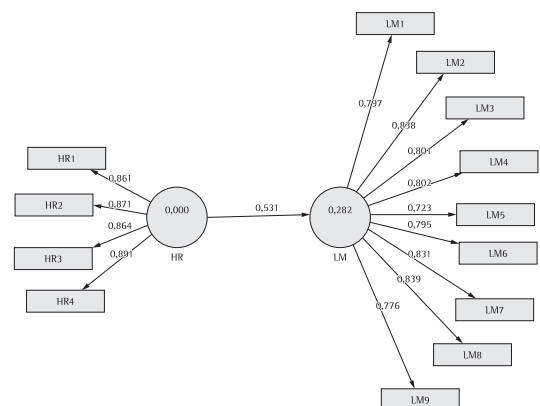 LM1
LM2
LM3
LM4
LM5
LM6
LM7
LM8
LM9
0,797
0,838
0,801
0,802
0,723
0,795
0,831
0,839
0,776
HR1
HR2
HR3
HR4
0,861
0,871
0,864
0,891
0,000
HR
0,531
0,282
LM